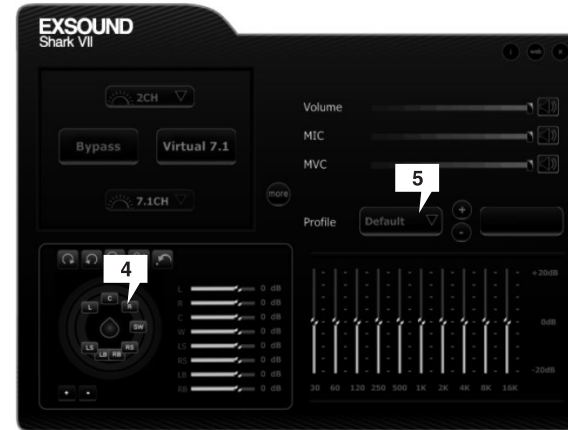 EXSOUND
Shark VII
i web x
2CH
Bypass Virtual 7.1
7.1CH
more
Volume
MIC
MVC
5
Profile Default + -
4
C
L R
SW
LS RS
LB RB
+ -
L 0 dB
R 0 dB
C 0 dB
W 0 dB
LS 0 dB
RS 0 dB
LB 0 dB
RB 0 dB
+20dB
0dB
-20dB
30 60 120 250 500 1K 2K 4K 8K 16K